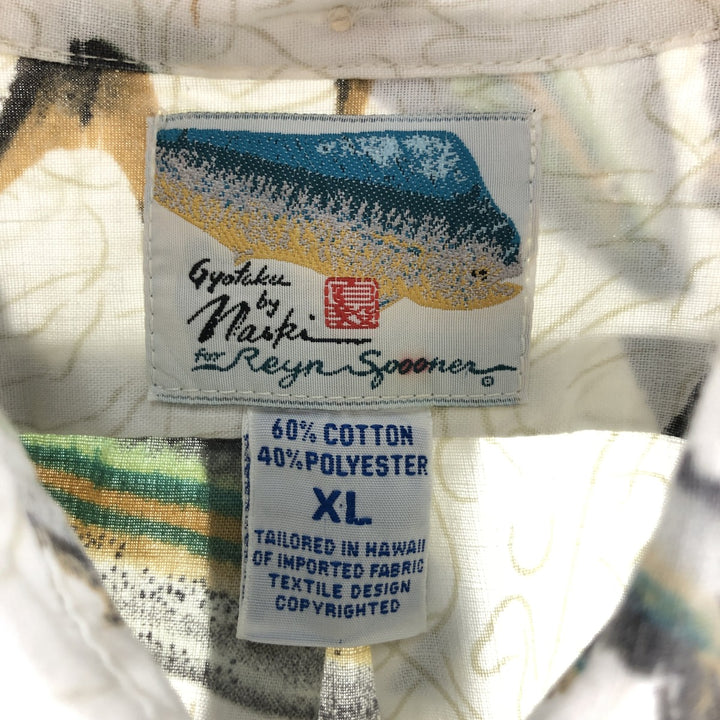 Gyotaku
by
Naoki
for Reyn Spooner ©
60% COTTON
40% POLYESTER
XL
TAILORED IN HAWAII
OF IMPORTED FABRIC
TEXTILE DESIGN
COPYRIGHTED